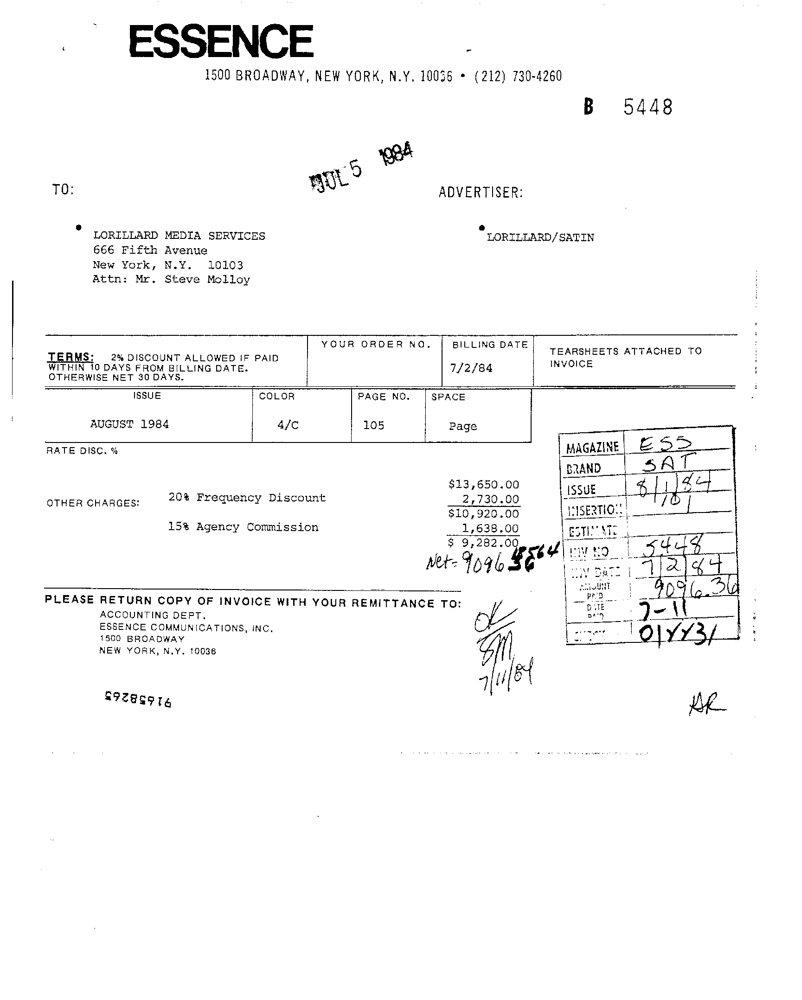 ESSENCE
1500 BROADWAY, NEW YORK, N.Y. 10036 • (212) 730-4260
B 5448
JUL 5 1984
TO:
ADVERTISER:
LORILLARD MEDIA SERVICES
666 Fifth Avenue
New York, N.Y. 10103
Attn: Mr. Steve Molloy
LORILLARD/SATIN
TERMS: 2% DISCOUNT ALLOWED IF PAID
WITHIN 10 DAYS FROM BILLING DATE.
OTHERWISE NET 30 DAYS.
YOUR ORDER NO.
BILLING DATE
7/2/84
TEARSHEETS ATTACHED TO
INVOICE
ISSUE COLOR PAGE NO. SPACE
AUGUST 1984 4/C 105 Page
RATE DISC. %
$13,650.00
OTHER CHARGES: 20% Frequency Discount 2,730.00
$10,920.00
15% Agency Commission 1,638.00
$ 9,282.00
Net = 9096 36
MAGAZINE ESS
BRAND SAT
ISSUE 8/1/84
INSERTION 101
ESTIMATE
INV NO 5448
INV DATE 7/2/84
AMOUNT PAID 9096.36
DATE PAID 7-11
PLEASE RETURN COPY OF INVOICE WITH YOUR REMITTANCE TO:
ACCOUNTING DEPT.
ESSENCE COMMUNICATIONS, INC.
1500 BROADWAY
NEW YORK, N.Y. 10036
OK
SM
7/11/84
91658265